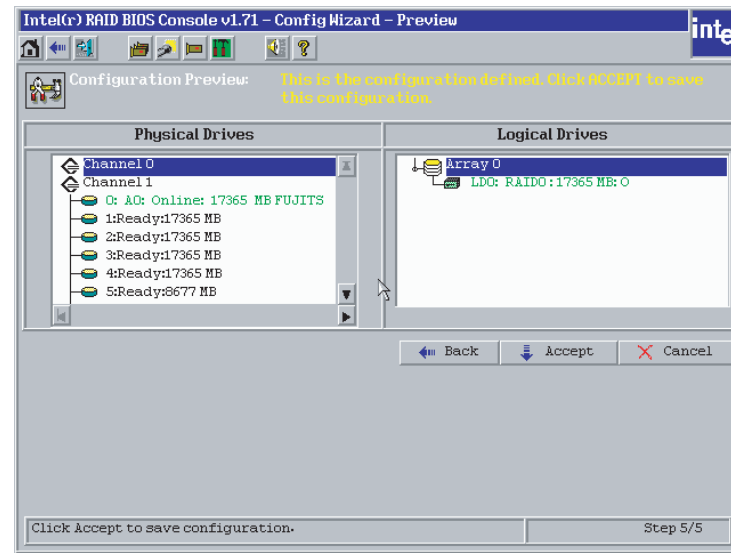 Intel(r) RAID BIOS Console v1.71 – Config Wizard – Preview
inte
Configuration Preview: This is the configuration defined. Click ACCEPT to save
this configuration.
Physical Drives
Logical Drives
Channel 0
Channel 1
0: A0: Online: 17365 MB FUJITS
1:Ready:17365 MB
2:Ready:17365 MB
3:Ready:17365 MB
4:Ready:17365 MB
5:Ready:8677 MB
Array 0
LD0: RAID0:17365 MB: O
Back
Accept
Cancel
Click Accept to save configuration.
Step 5/5